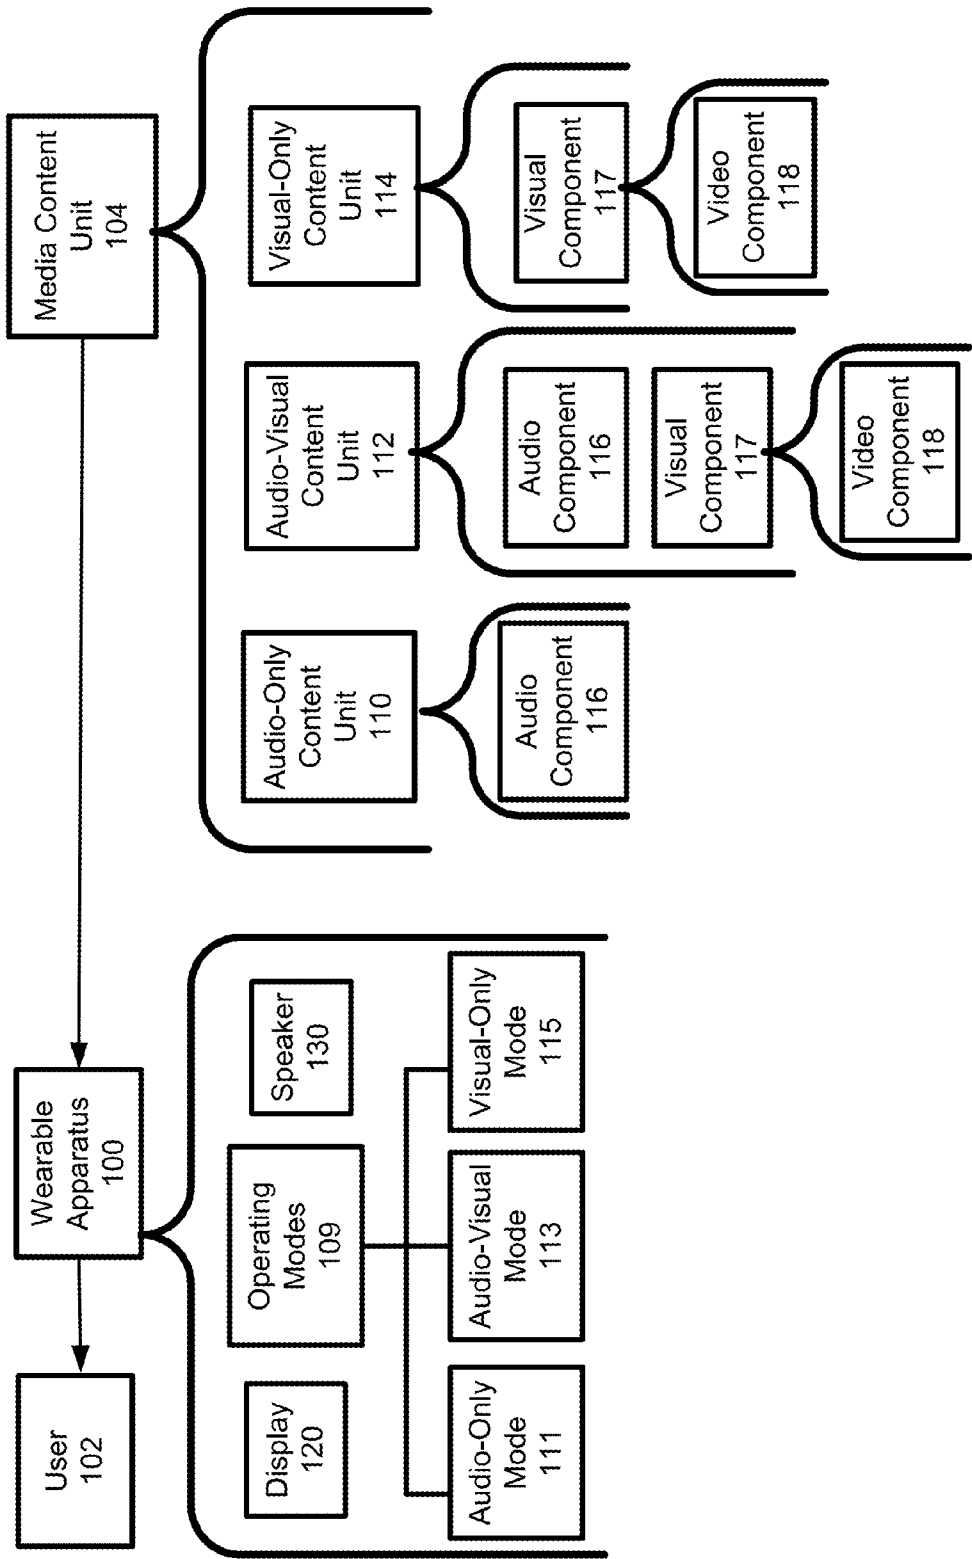 User
102
Wearable
Apparatus
100
Media Content
Unit
104
Display
120
Operating
Modes
109
Speaker
130
Audio-Only
Mode
111
Audio-Visual
Mode
113
Visual-Only
Mode
115
Audio-Only
Content
Unit
110
Audio
Component
116
Audio-Visual
Content
Unit
112
Audio
Component
116
Visual
Component
117
Video
Component
118
Visual-Only
Content
Unit
114
Visual
Component
117
Video
Component
118